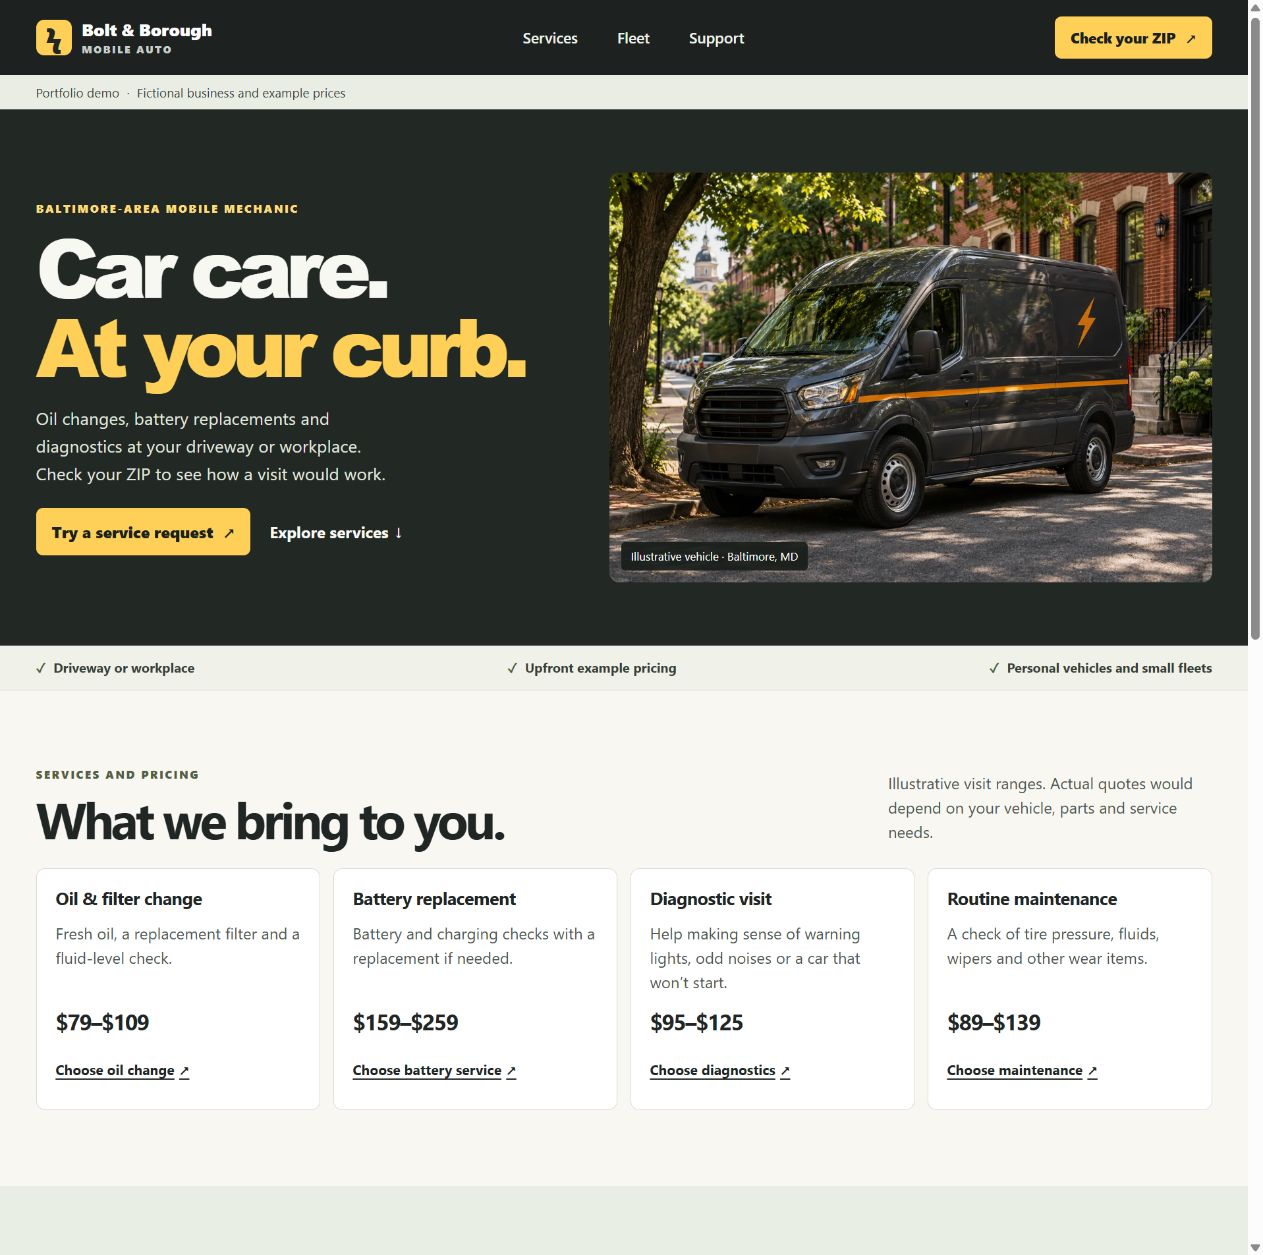 Bolt & Borough
MOBILE AUTO
Services
Fleet
Support
Check your ZIP ↗
Portfolio demo · Fictional business and example prices
BALTIMORE-AREA MOBILE MECHANIC
Car care.
At your curb.
Oil changes, battery replacements and
diagnostics at your driveway or workplace.
Check your ZIP to see how a visit would work.
Try a service request ↗
Explore services ↓
Illustrative vehicle · Baltimore, MD
✓ Driveway or workplace
✓ Upfront example pricing
✓ Personal vehicles and small fleets
SERVICES AND PRICING
What we bring to you.
Illustrative visit ranges. Actual quotes would
depend on your vehicle, parts and service
needs.
Oil & filter change
Fresh oil, a replacement filter and a
fluid-level check.
$79–$109
Choose oil change ↗
Battery replacement
Battery and charging checks with a
replacement if needed.
$159–$259
Choose battery service ↗
Diagnostic visit
Help making sense of warning
lights, odd noises or a car that
won’t start.
$95–$125
Choose diagnostics ↗
Routine maintenance
A check of tire pressure, fluids,
wipers and other wear items.
$89–$139
Choose maintenance ↗